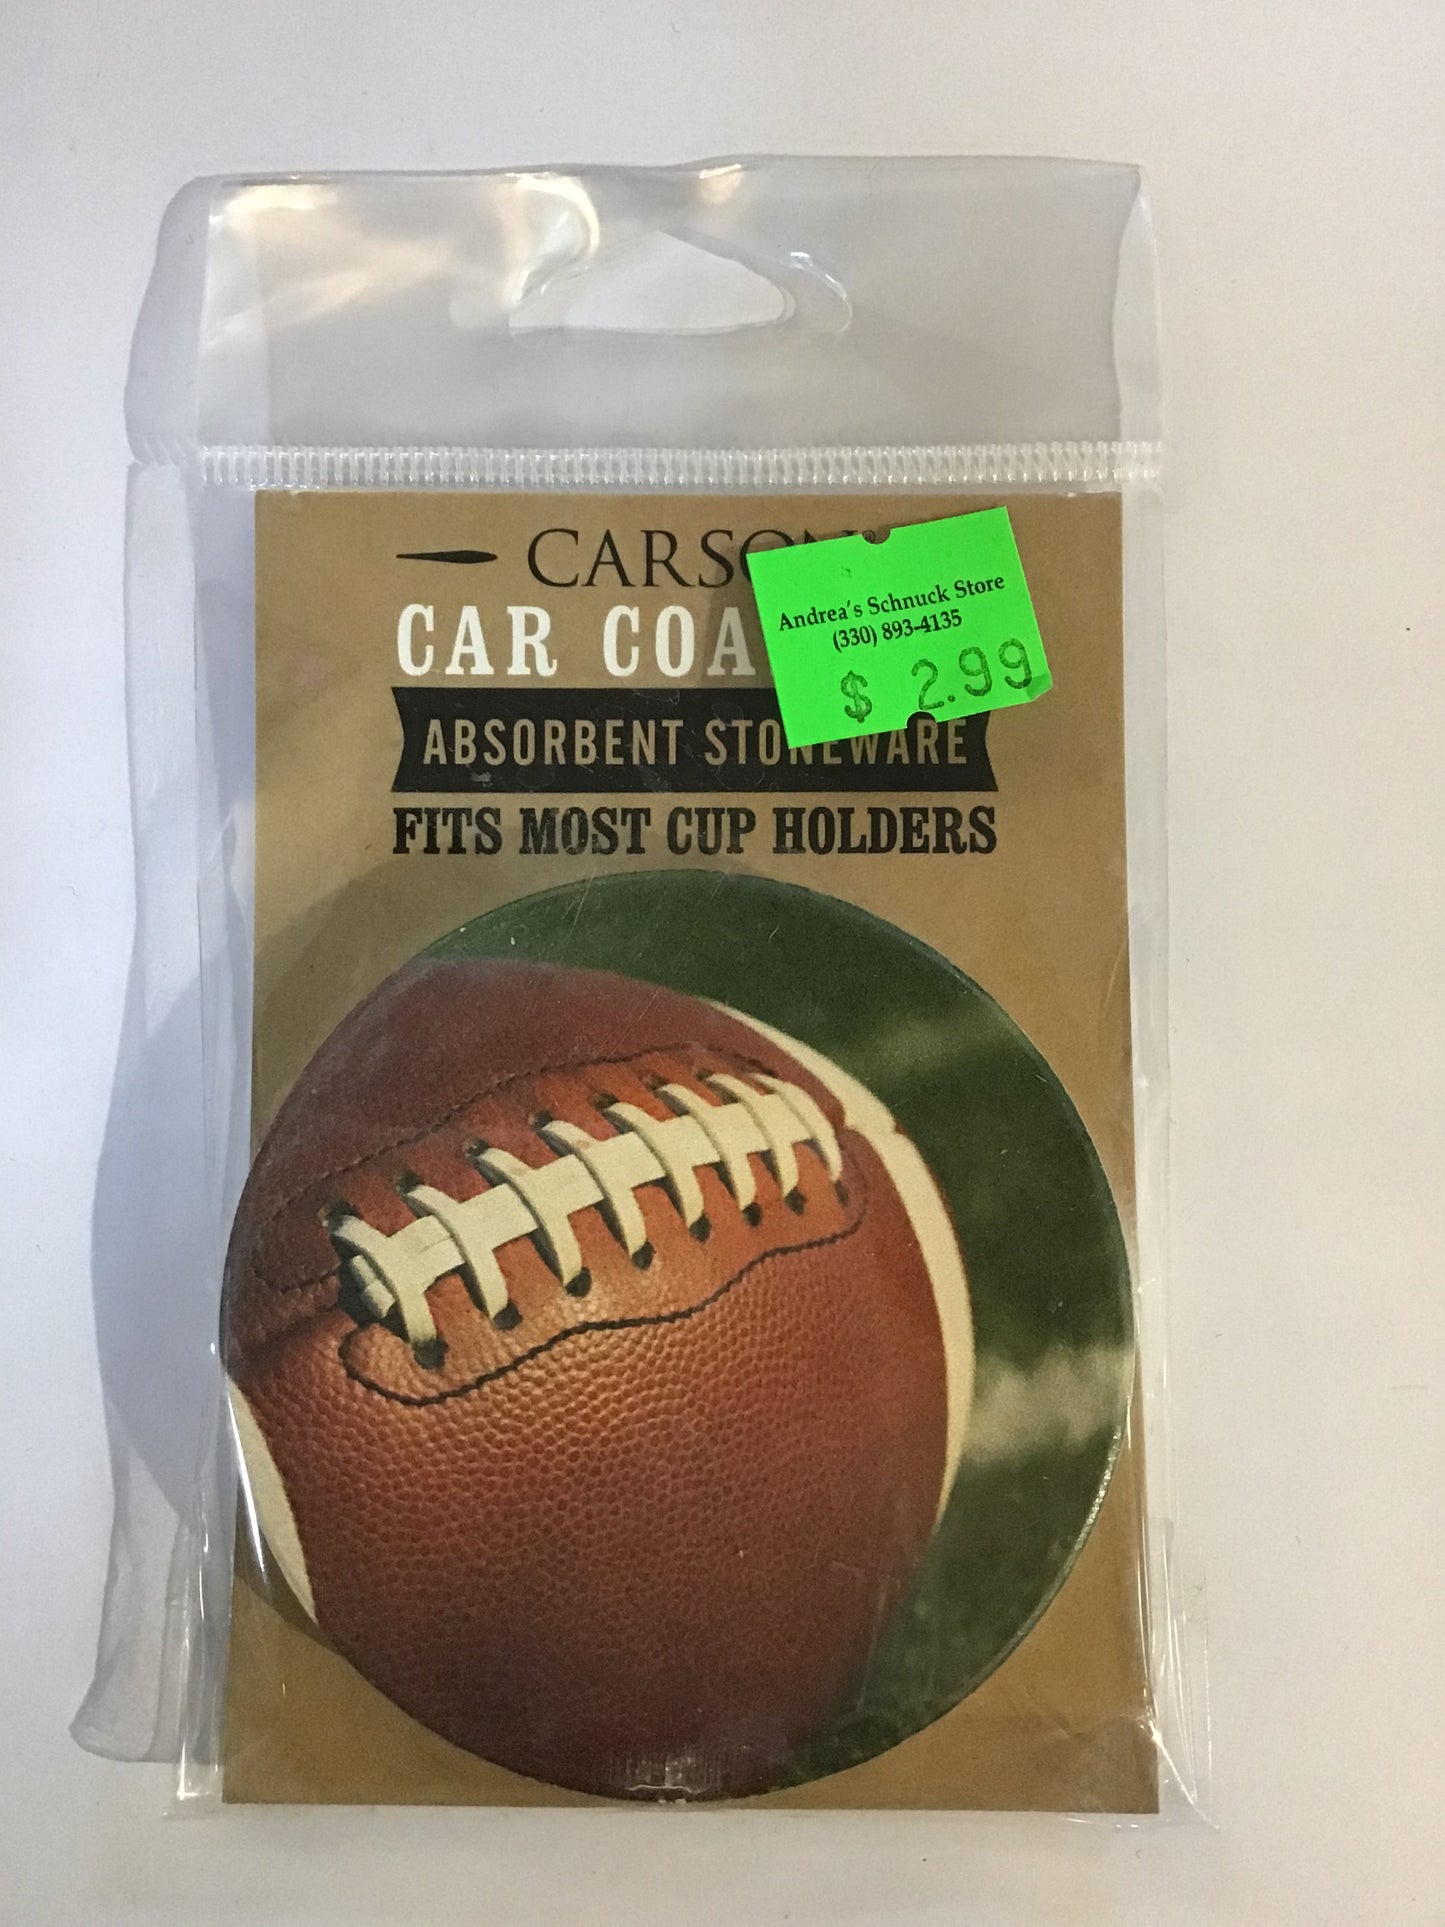 CARSON
CAR COA
Andrea's Schnuck Store
(330) 893-4135
$ 2.99
ABSORBENT STONEWARE
FITS MOST CUP HOLDERS